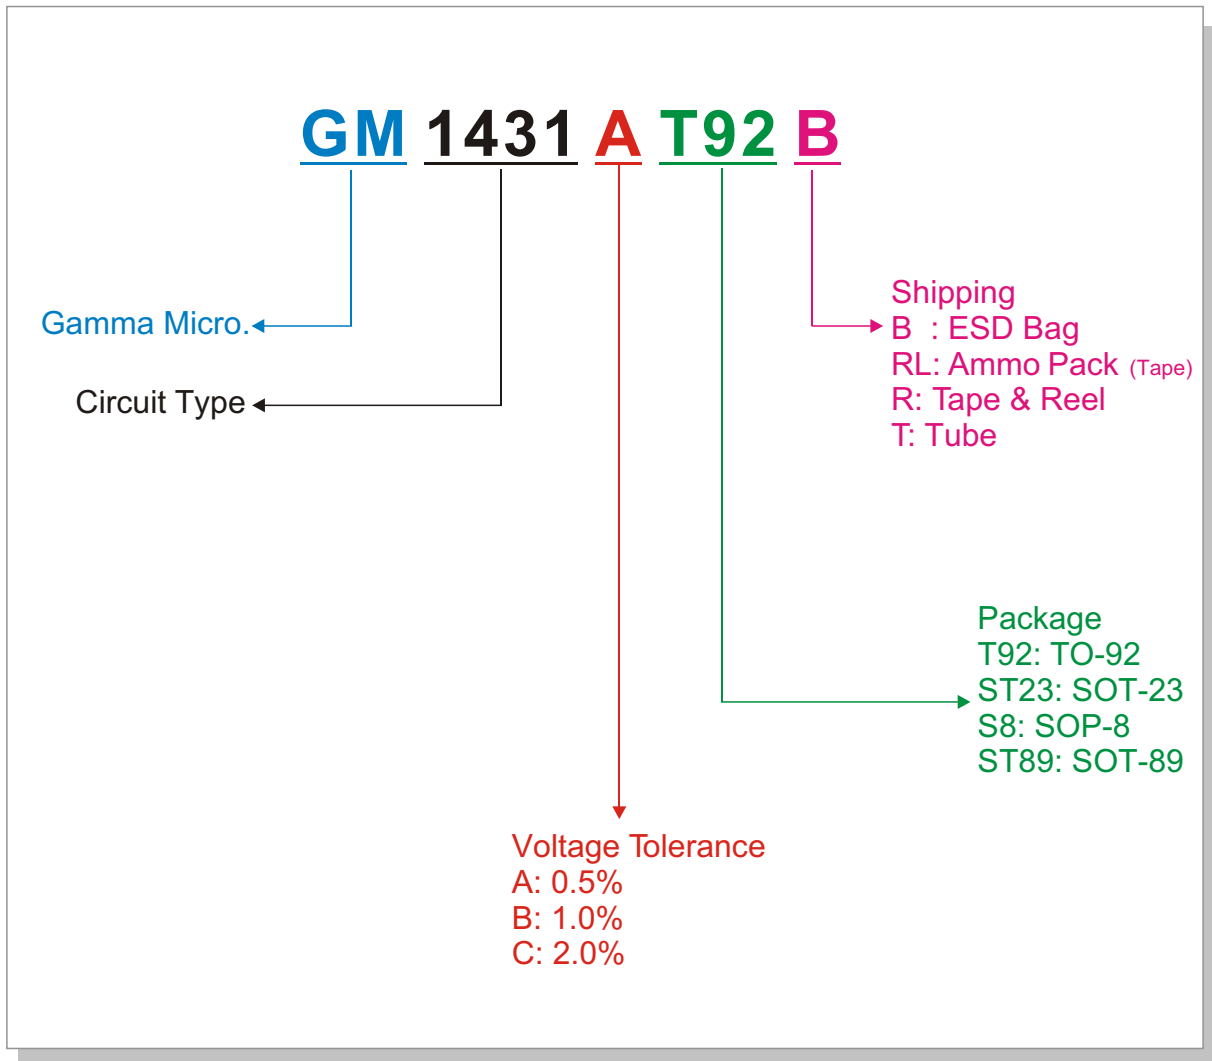 GM 1431 A T92 B
Gamma Micro.
Circuit Type
Shipping
B : ESD Bag
RL: Ammo Pack (Tape)
R: Tape & Reel
T: Tube
Package
T92: TO-92
ST23: SOT-23
S8: SOP-8
ST89: SOT-89
Voltage Tolerance
A: 0.5%
B: 1.0%
C: 2.0%